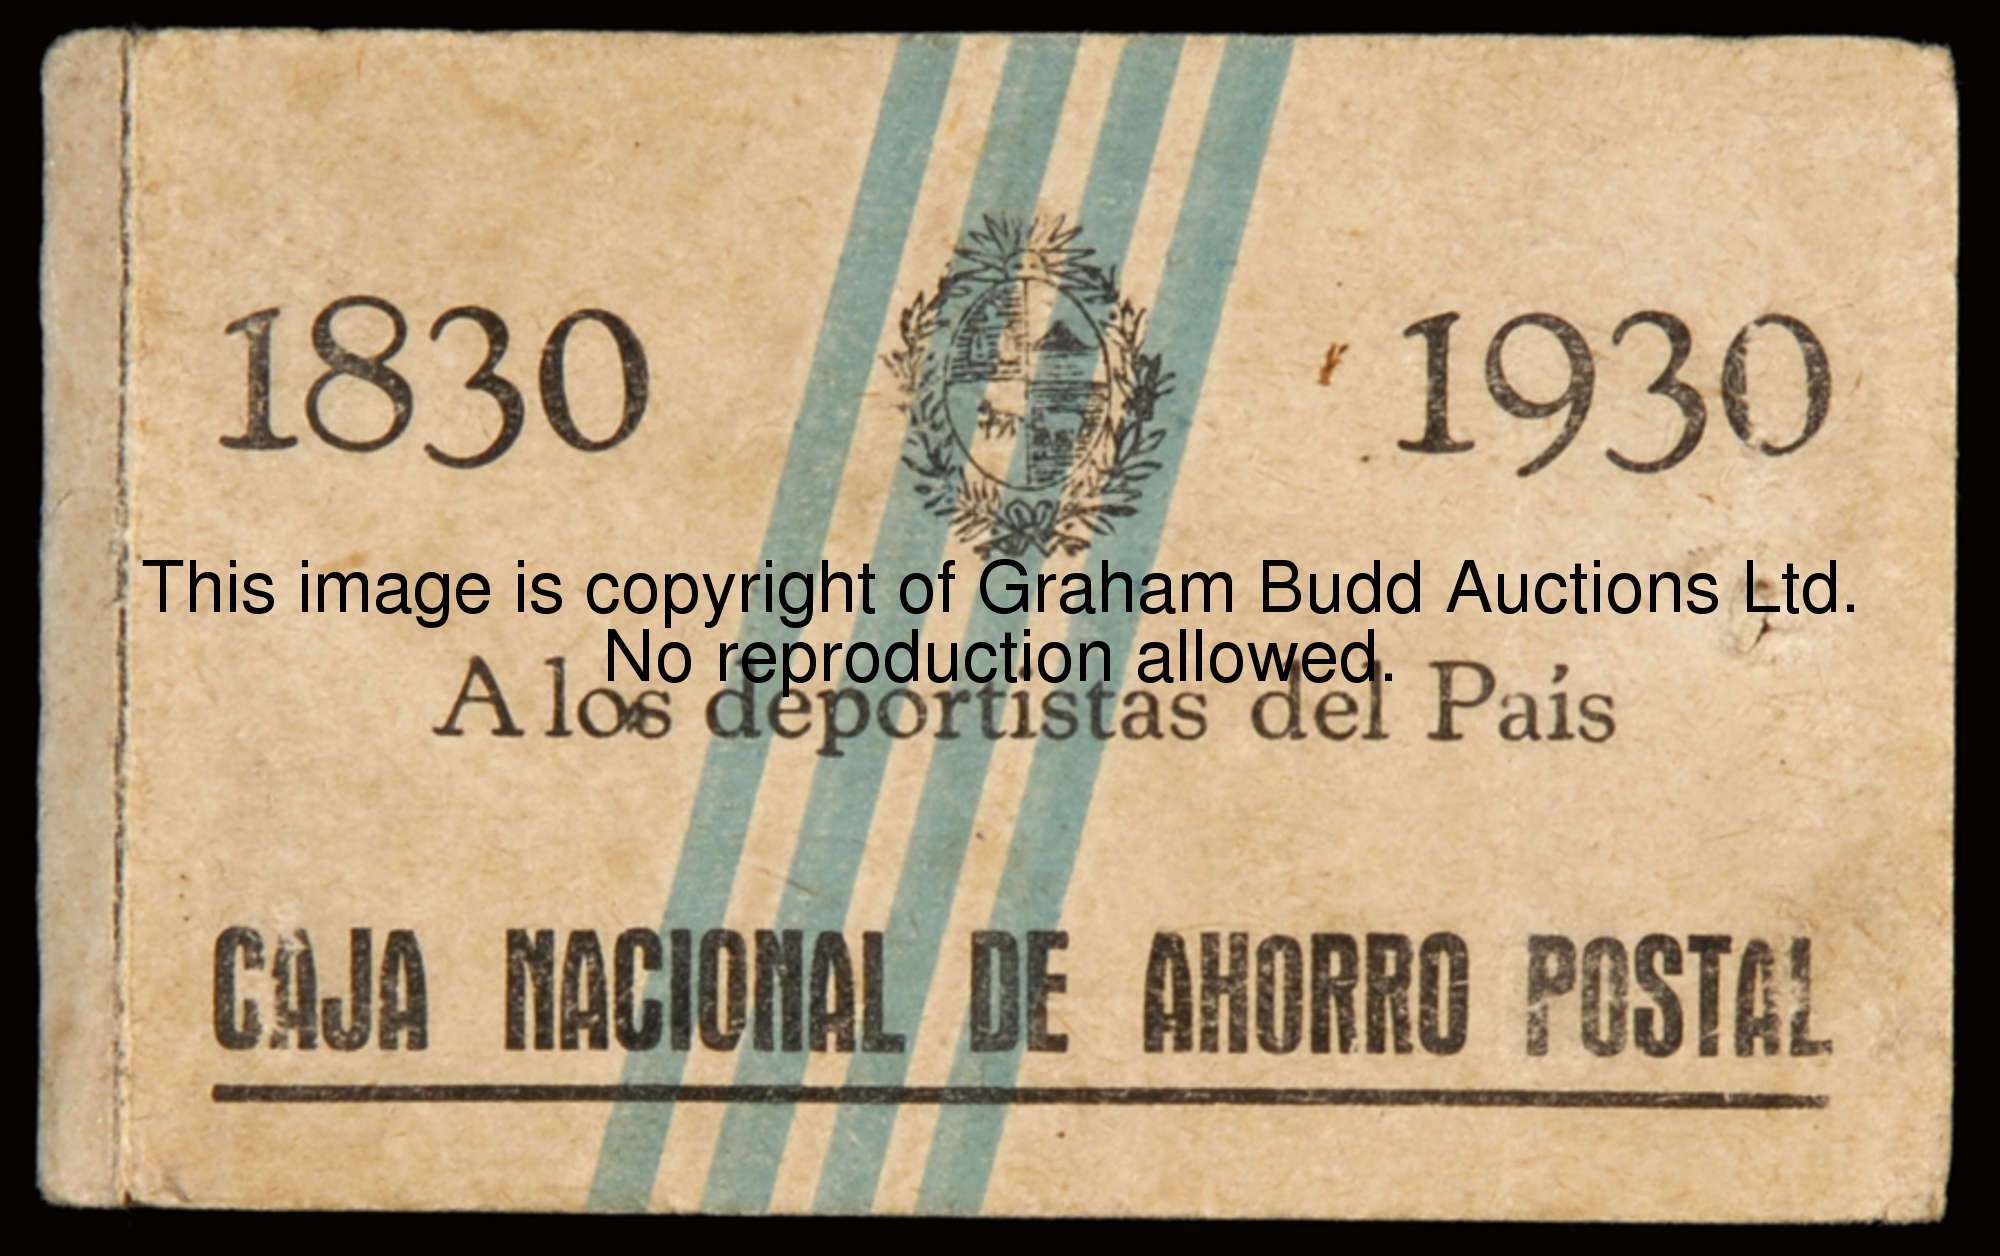 1830 1930
This image is copyright of Graham Budd Auctions Ltd.
No reproduction allowed.
A los deportistas del País
CAJA NACIONAL DE AHORRO POSTAL